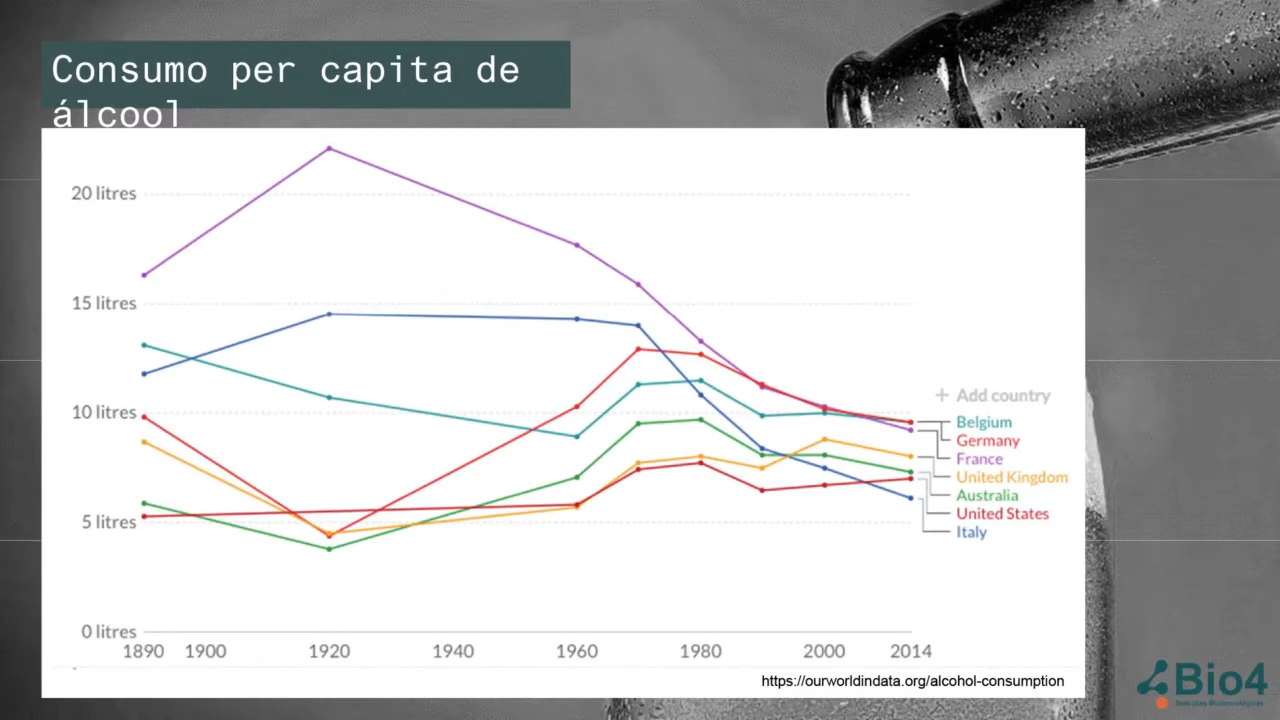 Consumo per capita de
álcool
20 litres
15 litres
10 litres
5 litres
0 litres
1890 1900 1920 1940 1960 1980 2000 2014
+ Add country
Belgium
Germany
France
United Kingdom
Australia
United States
Italy
https://ourworldindata.org/alcohol-consumption
Bio4
Soluções Biotecnológicas